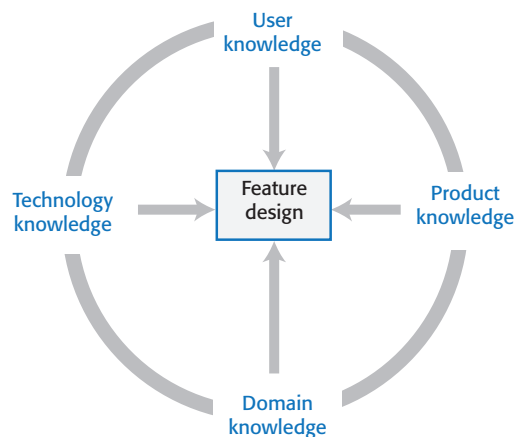 User
knowledge
Technology
knowledge
Feature
design
Product
knowledge
Domain
knowledge